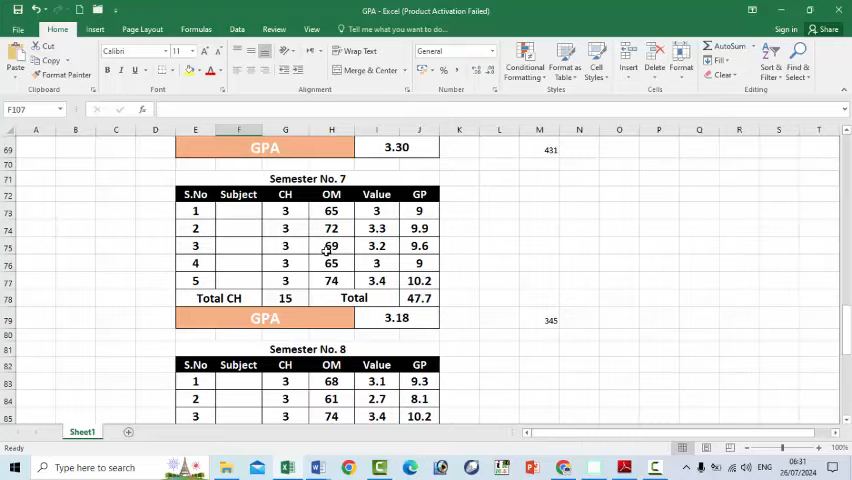 GPA - Excel (Product Activation Failed)
File Home Insert Page Layout Formulas Data Review View Tell me what you want to do... Sign in Share
Paste Cut Copy Format Painter Clipboard
Calibri 11 Font
Wrap Text Merge & Center Alignment
General Number
Conditional Formatting Format as Table Cell Styles Styles
Insert Delete Format Cells
AutoSum Fill Clear Sort & Filter Find & Select Editing
F107
A B C D E F G H I J K L M N O P Q R S T
69 GPA 3.30 431
70
71 Semester No. 7
72 S.No Subject CH OM Value GP
73 1 3 65 3 9
74 2 3 72 3.3 9.9
75 3 3 69 3.2 9.6
76 4 3 65 3 9
77 5 3 74 3.4 10.2
78 Total CH 15 Total 47.7
79 GPA 3.18 345
80
81 Semester No. 8
82 S.No Subject CH OM Value GP
83 1 3 68 3.1 9.3
84 2 3 61 2.7 8.1
85 3 3 74 3.4 10.2
Sheet1
Ready 100%
Type here to search ENG 06:31
26/07/2024